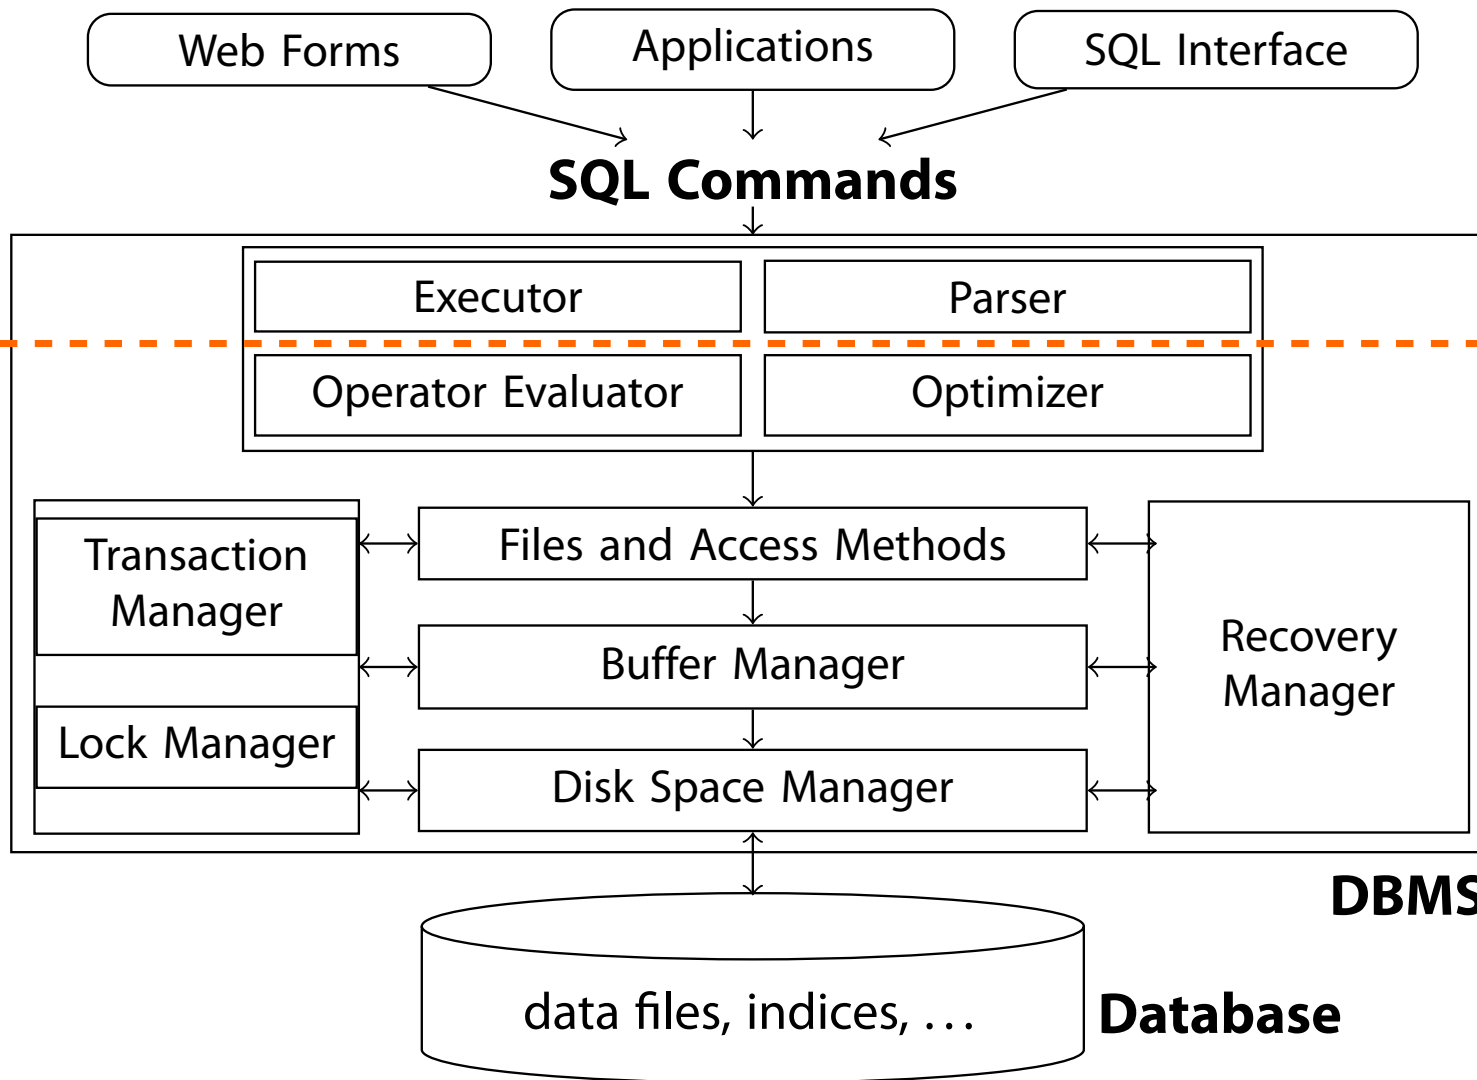 Web Forms
Applications
SQL Interface
SQL Commands
Executor
Parser
Operator Evaluator
Optimizer
Transaction
Manager
Lock Manager
Files and Access Methods
Buffer Manager
Disk Space Manager
Recovery
Manager
DBMS
data files, indices, …
Database